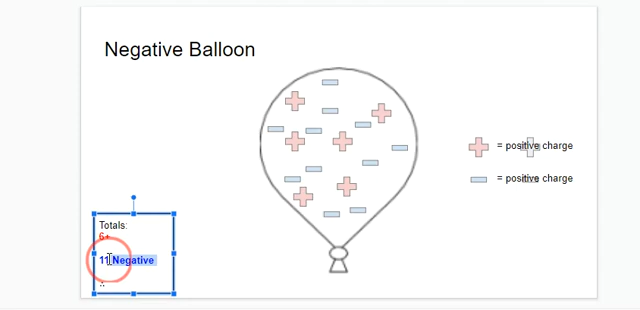 Negative Balloon
= positive charge
= positive charge
Totals:
6+
11 Negative